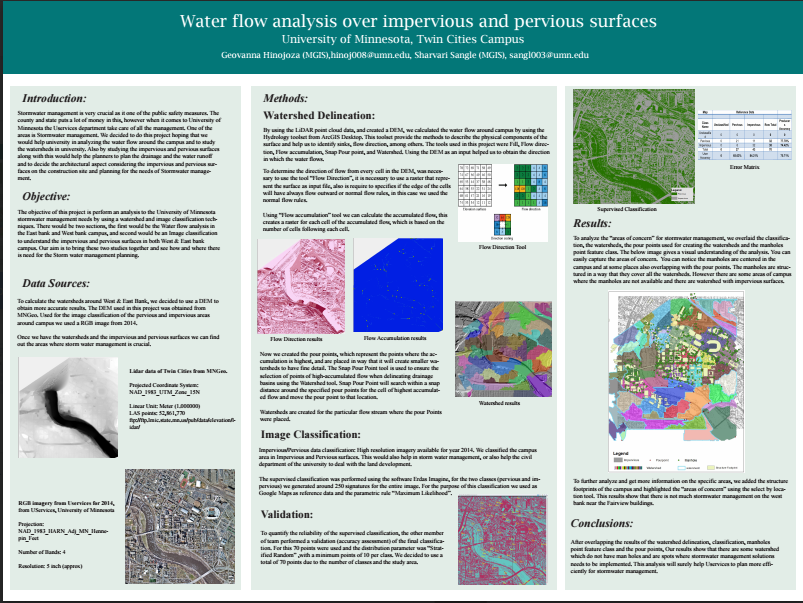 Water flow analysis over impervious and pervious surfaces
University of Minnesota, Twin Cities Campus
Geovanna Hinojoza (MGIS),hinoj008@umn.edu, Sharvari Sangle (MGIS), sangl003@umn.edu
Introduction:
Stormwater management is very crucial as it one of the public safety measures. The
county and state puts a lot of money in this, however when it comes to University of
Minnesota the Uservices department take care of all the management. One of the
areas is Stormwater management. We decided to do this project hoping that we
would help university in analyzing the water flow around the campus and to study
the watersheds in university. Also by studying the impervious and pervious surfaces
along with this would help the planners to plan the drainage and the water runoff
and to decide the architectural aspect considering the impervious and pervious sur-
faces on the construction site and planning for the needs of Stormwater manage-
ment.
Objective:
The objective of this project is perform an analysis to the University of Minnesota
stormwater management needs by using a watershed and image classification tech-
niques. There would be two sections, the first would be the Water flow analysis in
the East bank and West bank campus, and second would be an Image classification
to understand the impervious and pervious surfaces in both West & East bank
campus. Our aim is to bring these two studies together and see how and where there
is need for the Storm water management planning.
Data Sources:
To calculate the watersheds around West & East Bank, we decided to use a DEM to
obtain more accurate results. The DEM used in this project was obtained from
MNGeo. Used for the image classification of the pervious and impervious areas
around campus we used a RGB image from 2014.
Once we have the watersheds and the impervious and pervious surfaces we can find
out the areas where storm water management is crucial.
Lidar data of Twin Cities from MNGeo.
Projected Coordinate System:
NAD_1983_UTM_Zone_15N
Linear Unit: Meter (1.000000)
LAS points: 52,861,770
ftp://ftp.lmic.state.mn.us/pub/data/elevation/l-
idar/
RGB imagery from Uservices for 2014,
from UServices, University of Minnesota
Projection:
NAD_1983_HARN_Adj_MN_Henne-
pin_Feet
Number of Bands: 4
Resolution: 5 inch (approx)
Methods:
Watershed Delineation:
By using the LiDAR point cloud data, and created a DEM, we calculated the water flow around campus by using the
Hydrology toolset from ArcGIS Desktop. This toolset provide the methods to describe the physical components of the
surface and help us to identify sinks, flow direction, among others. The tools used in this project were Fill, Flow direc-
tion, Flow accumulation, Snap Pour point, and Watershed. Using the DEM as an input helped us to obtain the direction
in which the water flows.
To determine the direction of flow from every cell in the DEM, was neces-
sary to use the tool "Flow Direction", it is necessary to use a raster that repre-
sent the surface as input file, also is require to specifies if the edge of the cells
will have always flow outward or normal flow rules, in this case we used the
normal flow rules.
Using "Flow accumulation" tool we can calculate the accumulated flow, this
creates a raster for each cell of the accumulated flow, which is based on the
number of cells following each cell.
Flow Direction Tool
Flow Direction results
Flow Accumulation results
Now we created the pour points, which represent the points where the ac-
cumulation is highest, and are placed in way that it will create smaller wa-
tersheds to have fine detail. The Snap Pour Point tool is used to ensure the
selection of points of high-accumulated flow when delineating drainage
basins using the Watershed tool. Snap Pour Point will search within a snap
distance around the specified pour points for the cell of highest accumulat-
ed flow and move the pour point to that location.
Watersheds are created for the particular flow stream where the pour Points
were placed.
Watershed results
Image Classification:
Impervious/Pervious data classification: High resolution imagery available for year 2014. We classified the campus
area in Impervious and Pervious surfaces. This would also help in storm water management, or also help the civil
department of the university to deal with the land development.
The supervised classification was performed using the software Erdas Imagine, for the two classes (pervious and im-
pervious) we generated around 250 signatures for the entire image. For the purpose of this classification we used as
Google Maps as reference data and the parametric rule "Maximum Likelihood".
Validation:
To quantify the reliability of the supervised classification, the other member
of team performed a validation (accuracy assessment) of the final classifica-
tion. For this 70 points were used and the distribution parameter was "Strat-
ified Random" ,with a minimum points of 10 per class. We decided to use a
total of 70 points due to the number of classes and the study area.
Error Matrix
Supervised Classification
Results:
To analyze the "areas of concern" for stormwater management, we overlaid the classifica-
tion, the watersheds, the pour points used for creating the watersheds and the manholes
point feature class. The below image gives a visual understanding of the analysis. You can
easily capture the areas of concern. You can notice the manholes are centered in the
campus and at some places also overlapping with the pour points. The manholes are struc-
tured in a way that they cover all the watersheds. However there are some areas of campus
where the manholes are not available and there are watershed with impervious surfaces.
Legend
To further analyze and get more information on the specific areas, we added the structure
footprints of the campus and highlighted the "areas of concern" using the select by loca-
tion tool. This results show that there is not much stormwater management on the west
bank near the Fairview buildings.
Conclusions:
After overlapping the results of the watershed delineation, classification, manholes
point feature class and the pour points, Our results show that there are some watershed
which do not have man holes and are spots where stormwater management solutions
needs to be implemented. This analysis will surely help Uservices to plan more effi-
ciently for stormwater management.